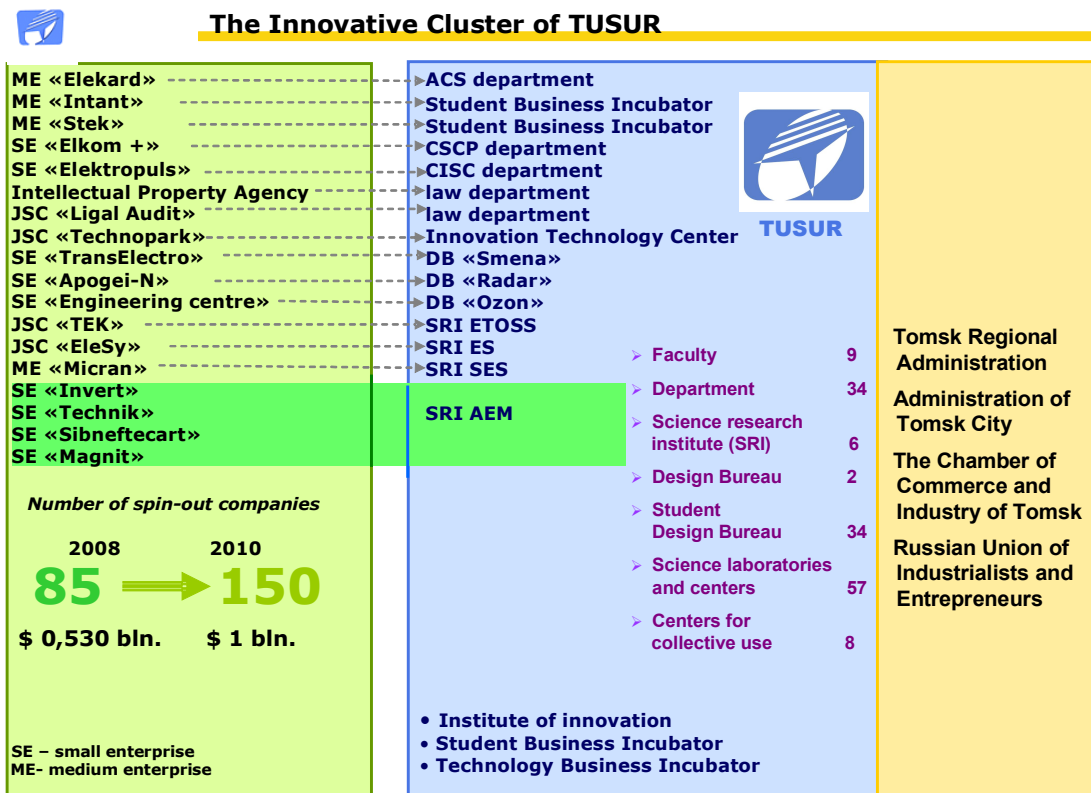 The Innovative Cluster of TUSUR
ME «Elekard»
ME «Intant»
ME «Stek»
SE «Elkom +»
SE «Elektropuls»
Intellectual Property Agency
JSC «Ligal Audit»
JSC «Technopark»
SE «TransElectro»
SE «Apogei-N»
SE «Engineering centre»
JSC «TEK»
JSC «EleSy»
ME «Micran»
SE «Invert»
SE «Technik»
SE «Sibneftecart»
SE «Magnit»
Number of spin-out companies
2008 2010
85 150
$ 0,530 bln. $ 1 bln.
SE – small enterprise
ME- medium enterprise
ACS department
Student Business Incubator
Student Business Incubator
CSCP department
CISC department
law department
law department
Innovation Technology Center
DB «Smena»
DB «Radar»
DB «Ozon»
SRI ETOSS
SRI ES
SRI SES
SRI AEM
TUSUR
➢ Faculty 9
➢ Department 34
➢ Science research
institute (SRI) 6
➢ Design Bureau 2
➢ Student
Design Bureau 34
➢ Science laboratories
and centers 57
➢ Centers for
collective use 8
• Institute of innovation
• Student Business Incubator
• Technology Business Incubator
Tomsk Regional
Administration
Administration of
Tomsk City
The Chamber of
Commerce and
Industry of Tomsk
Russian Union of
Industrialists and
Entrepreneurs